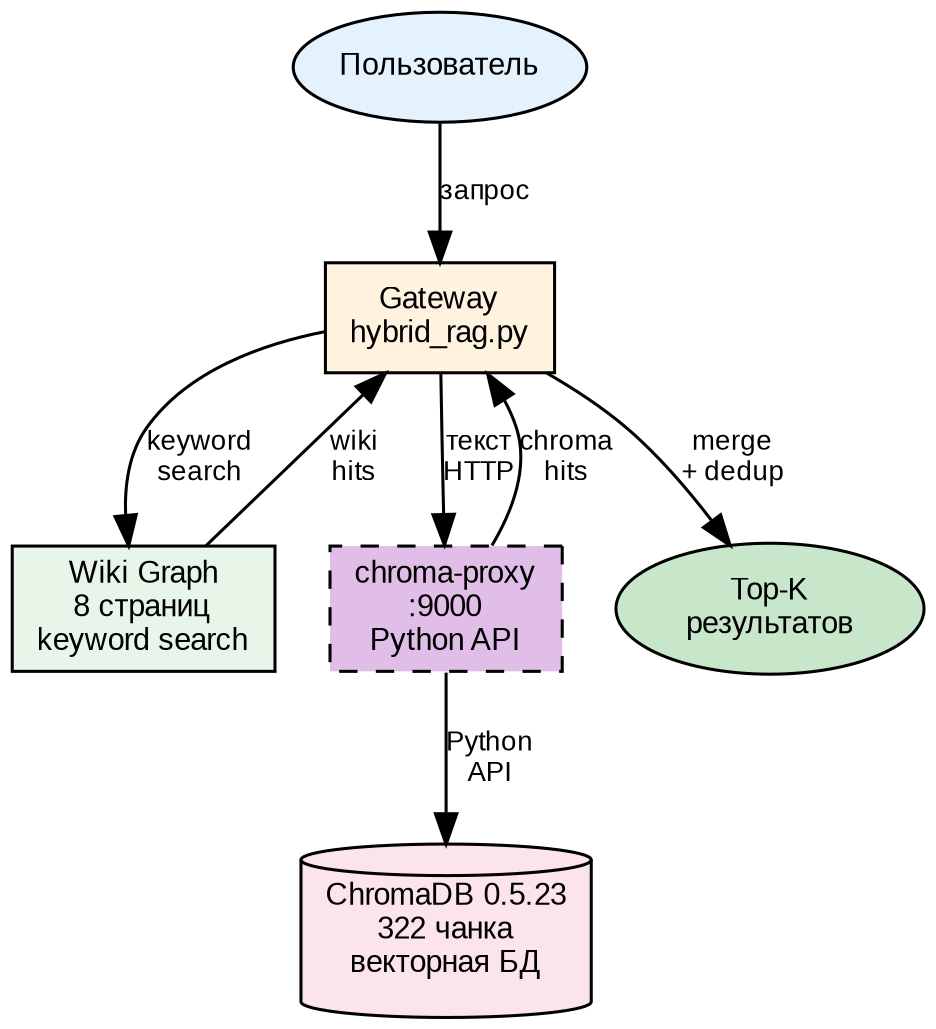 Пользователь
запрос
Gateway
hybrid_rag.py
keyword
search
wiki
hits
текст
HTTP
chroma
hits
merge
+ dedup
Wiki Graph
8 страниц
keyword search
chroma-proxy
:9000
Python API
Top-K
результатов
Python
API
ChromaDB 0.5.23
322 чанка
векторная БД